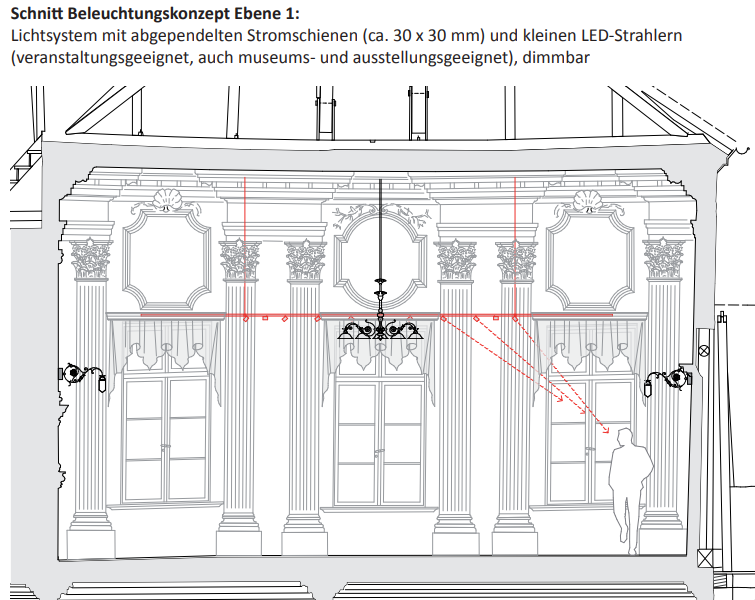 Schnitt Beleuchtungskonzept Ebene 1:
Lichtsystem mit abgependelten Stromschienen (ca. 30 x 30 mm) und kleinen LED-Strahlern
(veranstaltungsgeeignet, auch museums- und ausstellungsgeeignet), dimmbar